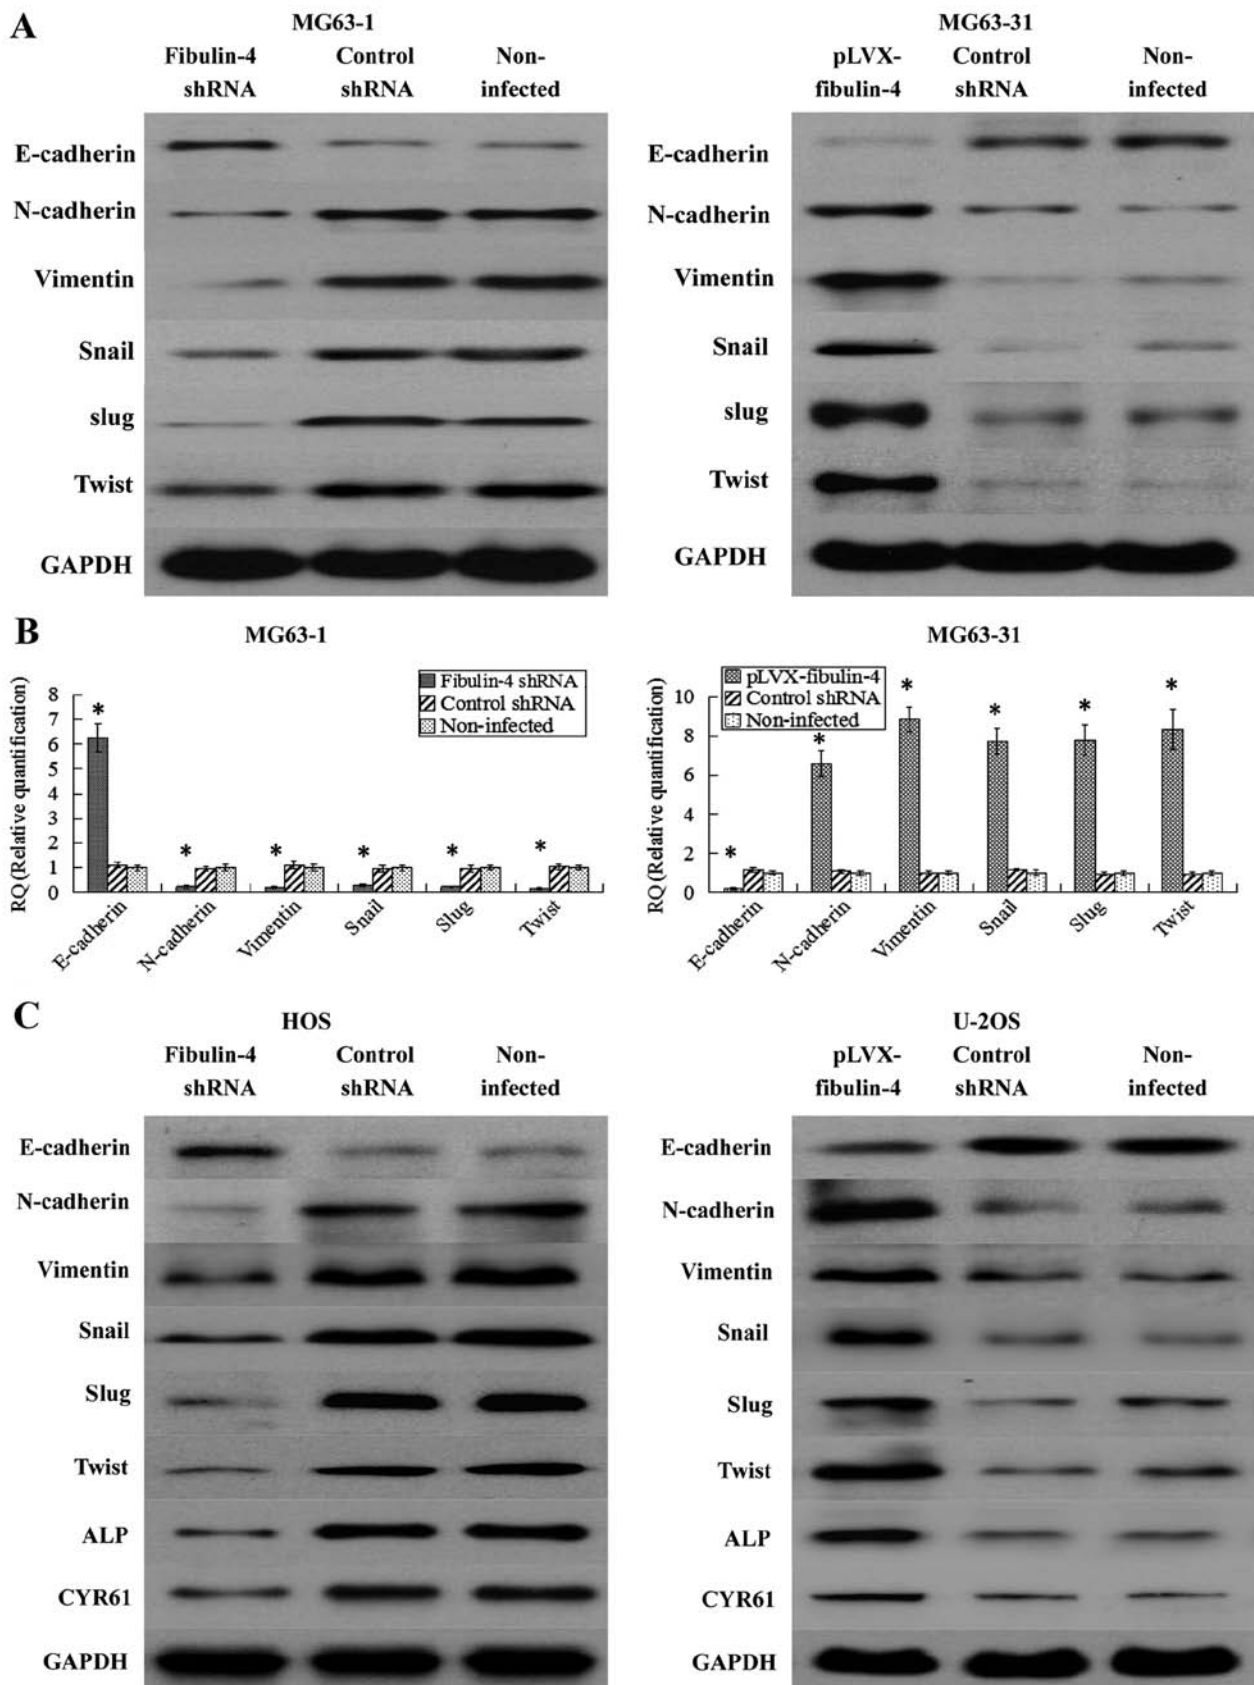 A
MG63-1
Fibulin-4 Control Non-
shRNA shRNA infected
E-cadherin
N-cadherin
Vimentin
Snail
slug
Twist
GAPDH
MG63-31
pLVX- Control Non-
fibulin-4 shRNA infected
E-cadherin
N-cadherin
Vimentin
Snail
slug
Twist
GAPDH
B
MG63-1
RQ (Relative quantification)
8
7
6
5
4
3
2
1
0
* * * * * *
Fibulin-4 shRNA
Control shRNA
Non-infected
E-cadherin
N-cadherin
Vimentin
Snail
Slug
Twist
MG63-31
RQ (Relative quantification)
10
8
6
4
2
0
* * * * * *
pLVX-fibulin-4
Control shRNA
Non-infected
E-cadherin
N-cadherin
Vimentin
Snail
Slug
Twist
C
HOS
Fibulin-4 Control Non-
shRNA shRNA infected
E-cadherin
N-cadherin
Vimentin
Snail
Slug
Twist
ALP
CYR61
GAPDH
U-2OS
pLVX- Control Non-
fibulin-4 shRNA infected
E-cadherin
N-cadherin
Vimentin
Snail
Slug
Twist
ALP
CYR61
GAPDH